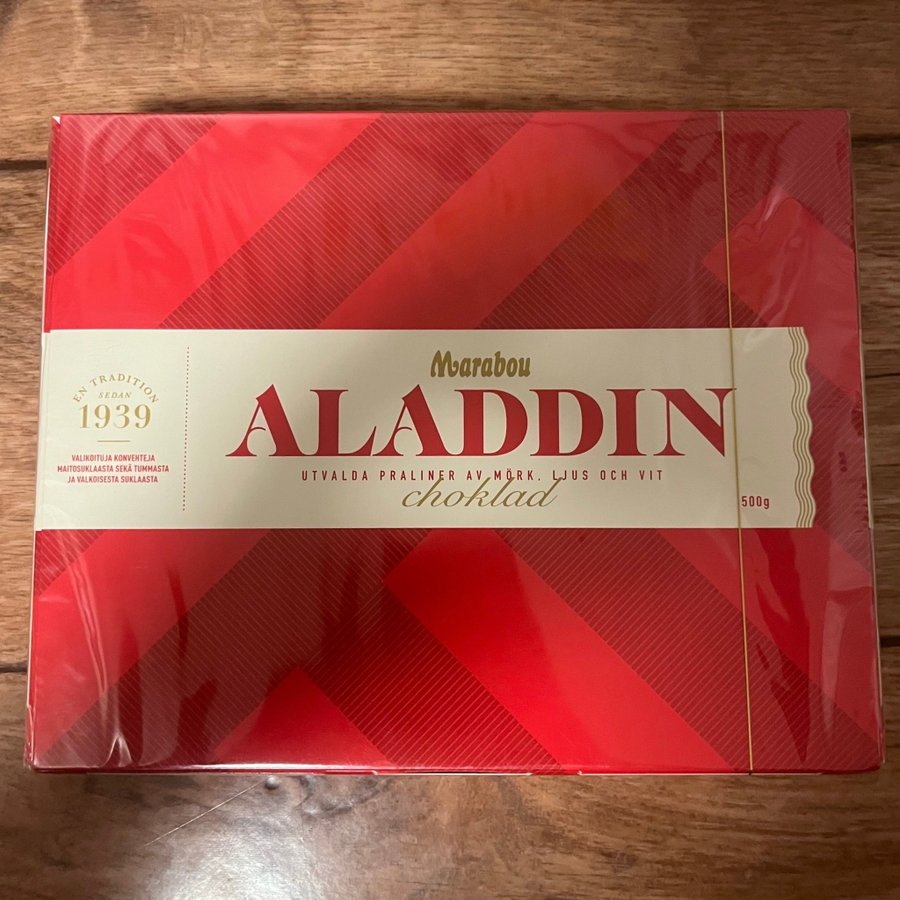 EN TRADITION
SEDAN
1939
VALIKOITUJA KONVEHTEJA
MAITOSUKLAASTA SEKÄ TUMMASTA
JA VALKOISESTA SUKLAASTA
Marabou
ALADDIN
UTVALDA PRALINER AV MÖRK, LJUS OCH VIT
choklad
500g